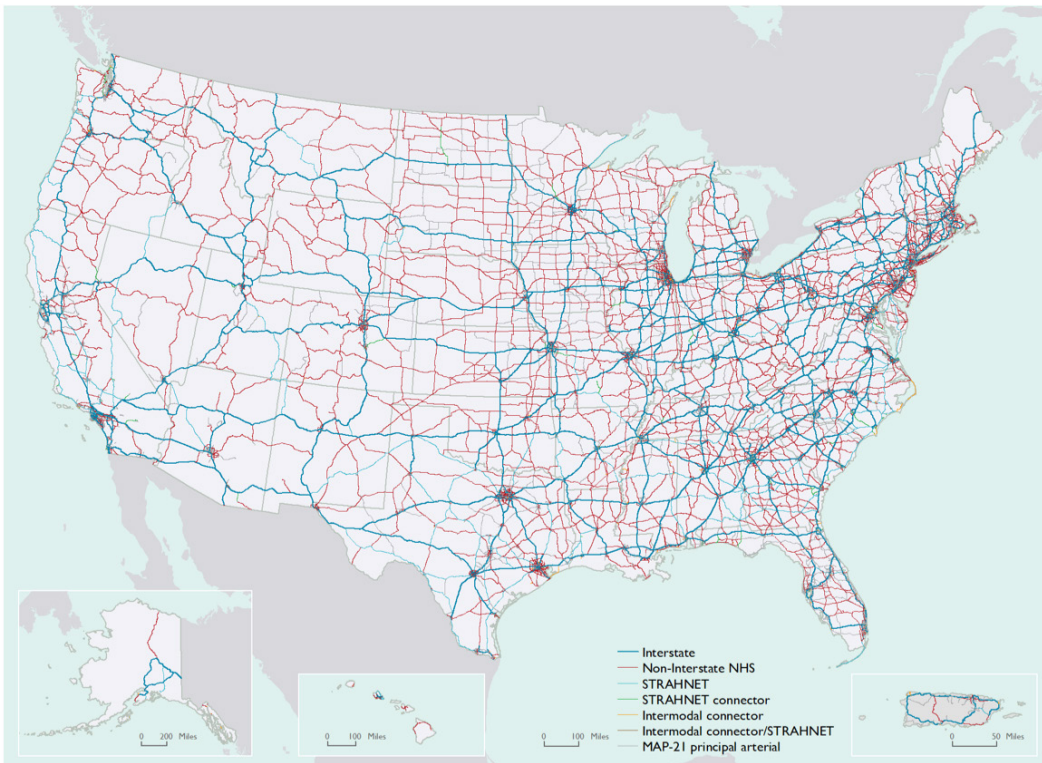 Interstate
Non-Interstate NHS
STRAHNET
STRAHNET connector
Intermodal connector
Intermodal connector/STRAHNET
MAP-21 principal arterial
0 200 Miles
0 100 Miles
0 100 Miles
0 50 Miles